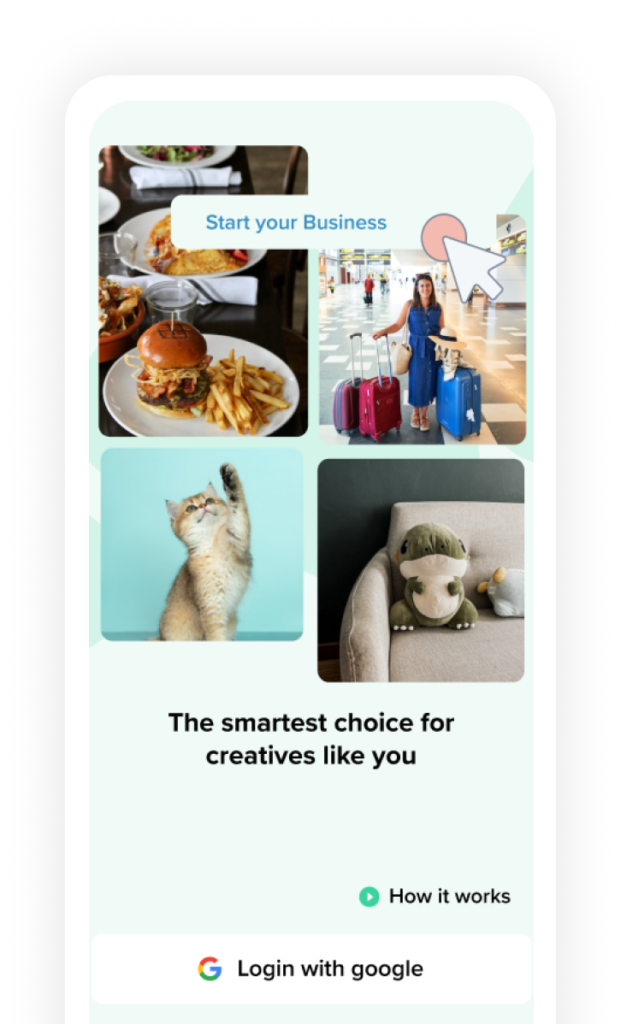 Start your Business
The smartest choice for
creatives like you
How it works
Login with google